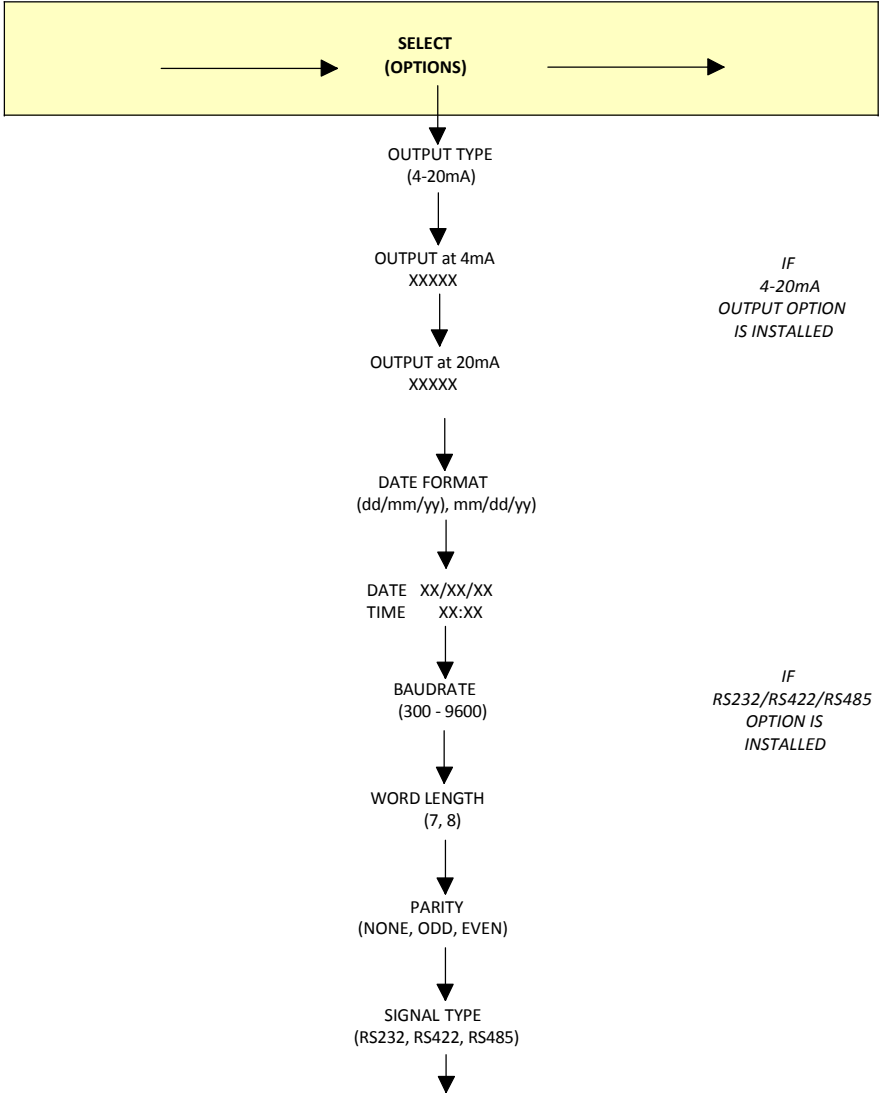 SELECT
(OPTIONS)
OUTPUT TYPE
(4-20mA)
OUTPUT at 4mA
XXXXX
IF
4-20mA
OUTPUT OPTION
IS INSTALLED
OUTPUT at 20mA
XXXXX
DATE FORMAT
(dd/mm/yy), mm/dd/yy)
DATE XX/XX/XX
TIME XX:XX
BAUDRATE
(300 - 9600)
IF
RS232/RS422/RS485
OPTION IS
INSTALLED
WORD LENGTH
(7, 8)
PARITY
(NONE, ODD, EVEN)
SIGNAL TYPE
(RS232, RS422, RS485)